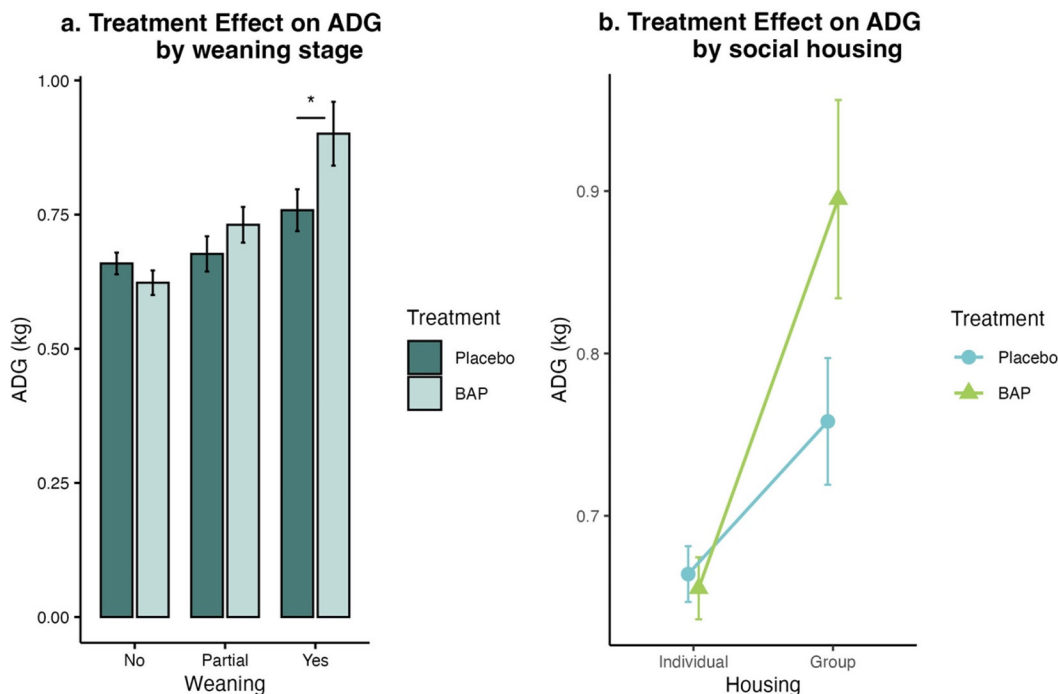 a. Treatment Effect on ADG
by weaning stage
1.00
0.75
0.50
0.25
0.00
ADG (kg)
*
No Partial Yes
Weaning
Treatment
Placebo
BAP
b. Treatment Effect on ADG
by social housing
0.9
0.8
0.7
ADG (kg)
Individual Group
Housing
Treatment
Placebo
BAP